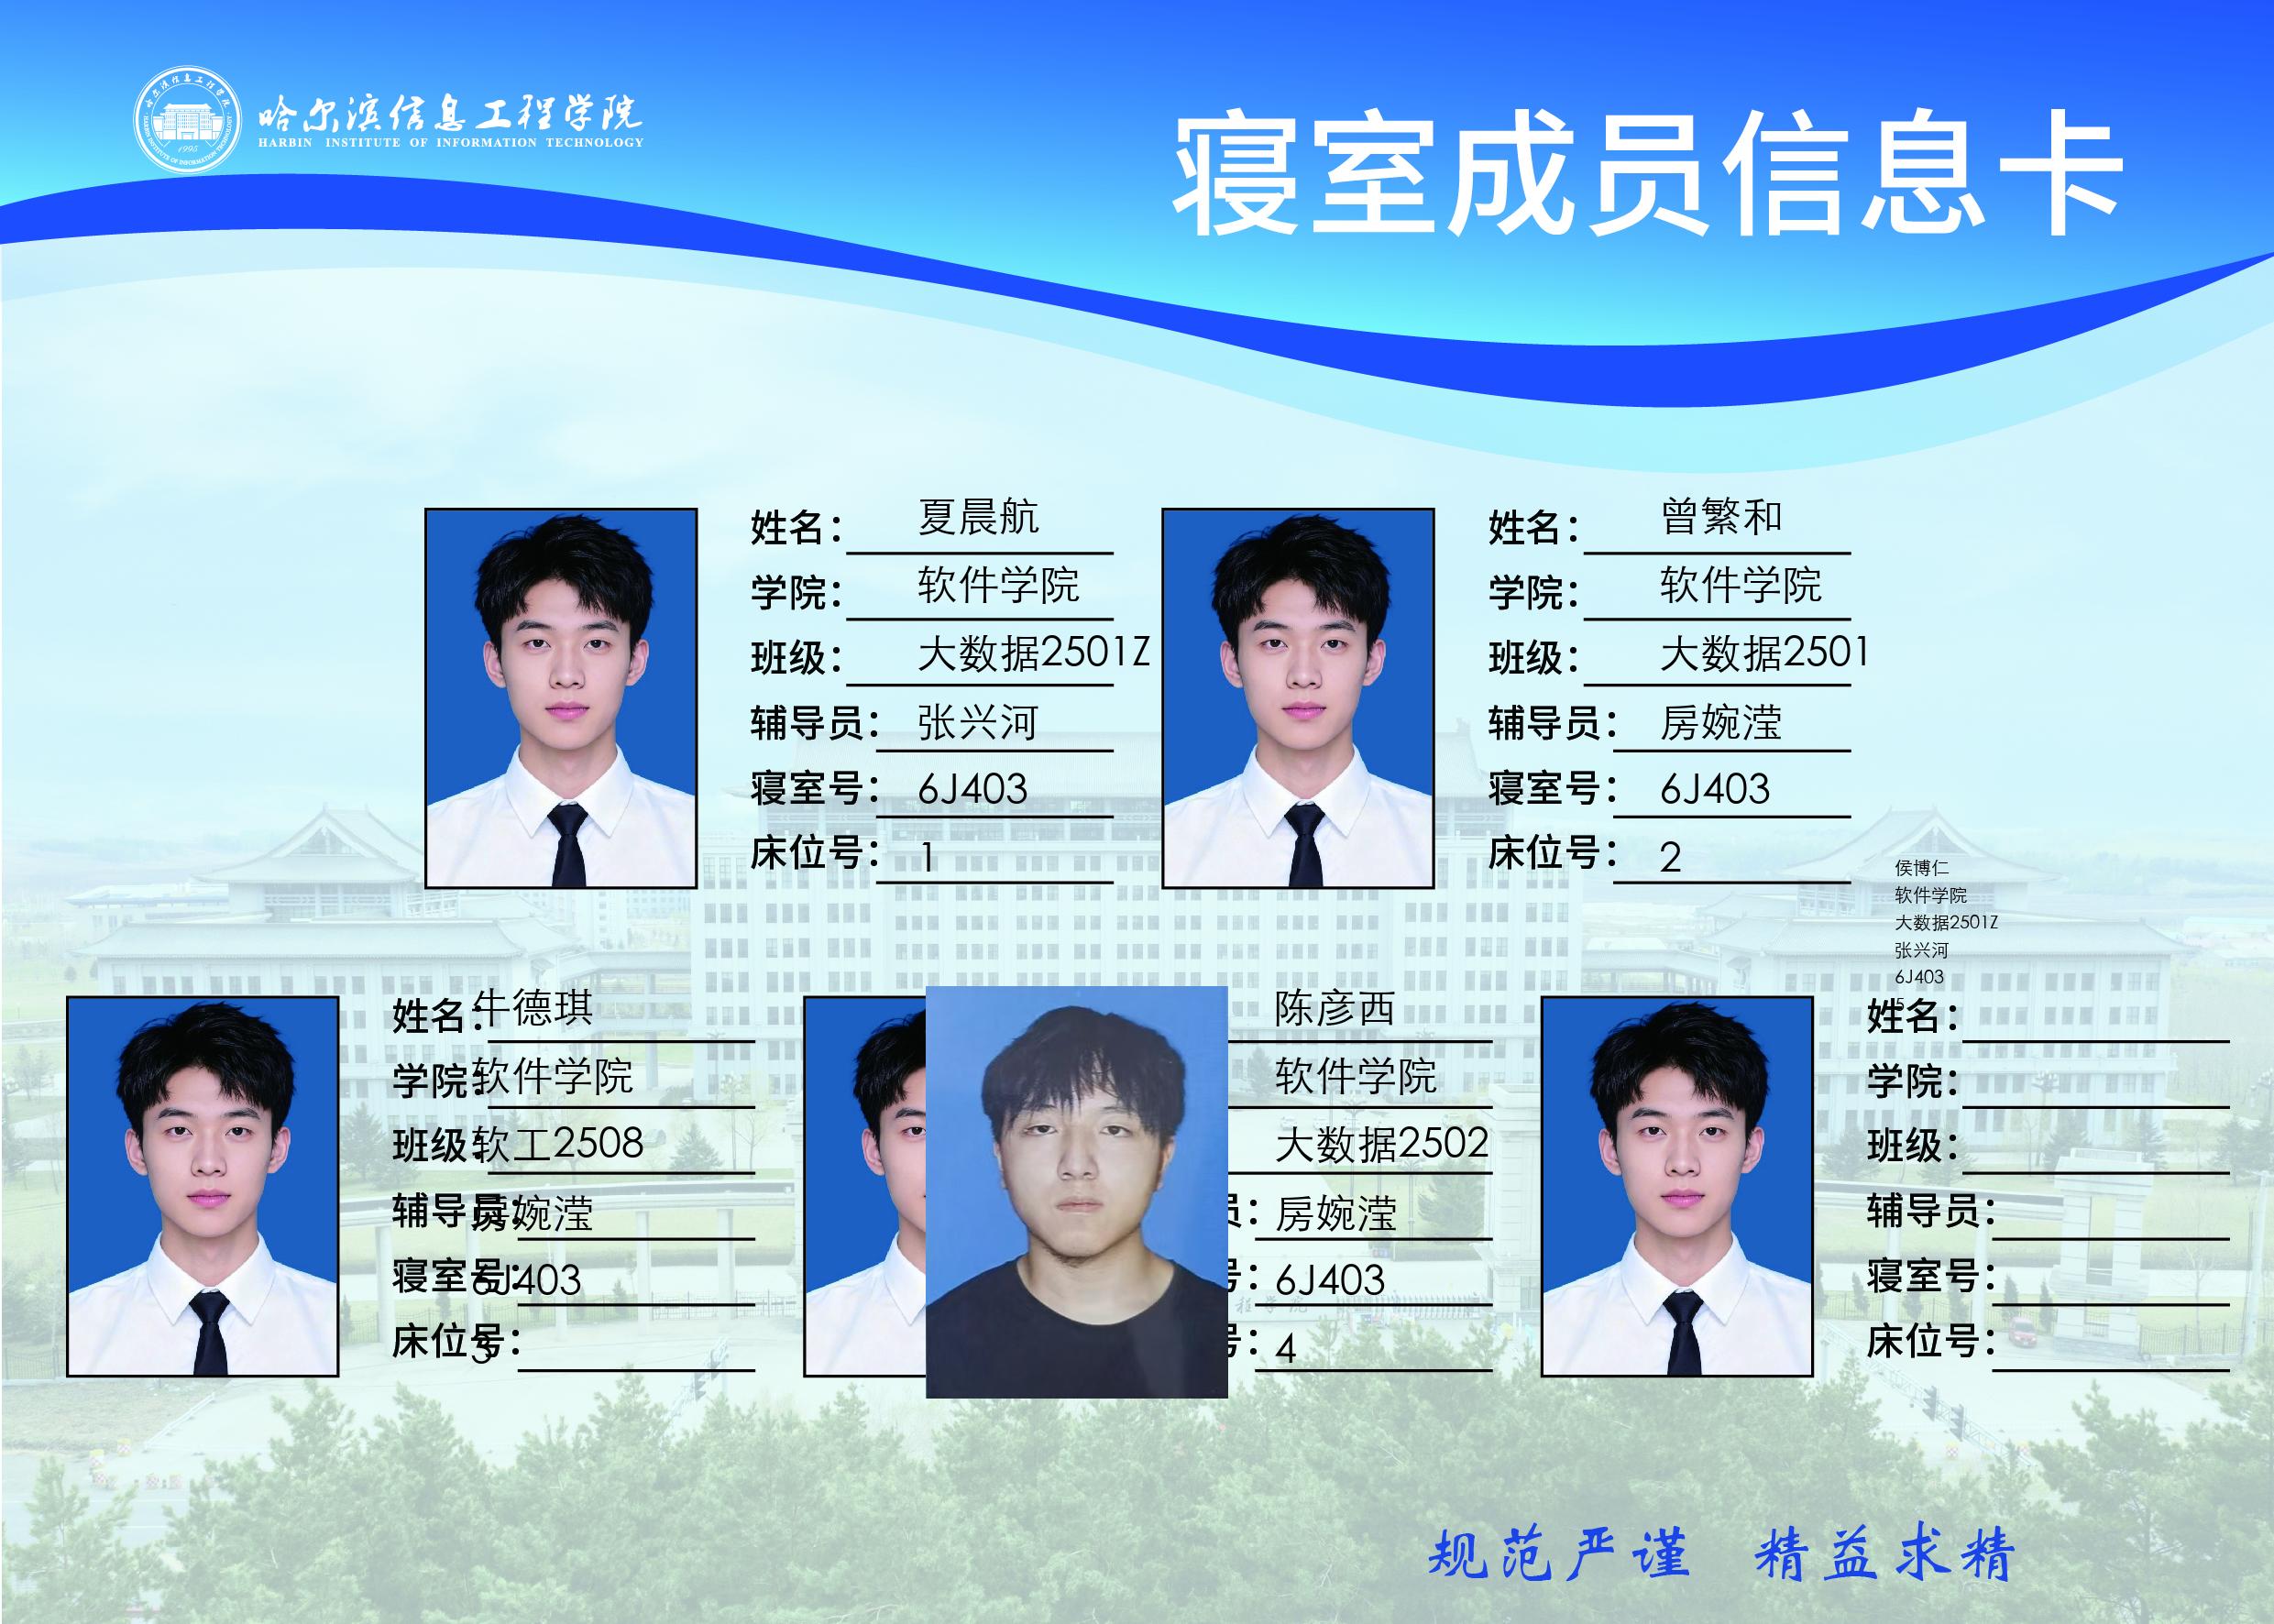 哈尔滨信息工程学院
HARBIN INSTITUTE OF INFORMATION TECHNOLOGY
1995
寝室成员信息卡
姓名：夏晨航
学院：软件学院
班级：大数据2501Z
辅导员：张兴河
寝室号：6J403
床位号：1
姓名：曾繁和
学院：软件学院
班级：大数据2501
辅导员：房婉滢
寝室号：6J403
床位号：2
侯博仁
软件学院
大数据2501Z
张兴河
6J403
5
姓名：牛德琪
学院：软件学院
班级：软工2508
辅导员：房婉滢
寝室号：6J403
床位号：3
陈彦西
软件学院
大数据2502
员：房婉滢
号：6J403
号：4
姓名：
学院：
班级：
辅导员：
寝室号：
床位号：
规范严谨 精益求精